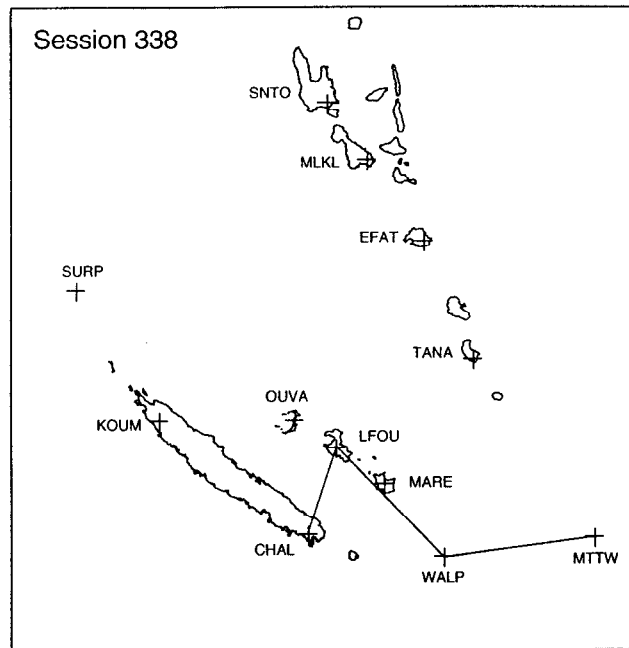 Session 338
SNTO
MLKL
EFAT
SURP
TANA
OUVA
KOUM
LFOU
MARE
CHAL
WALP
MTTW